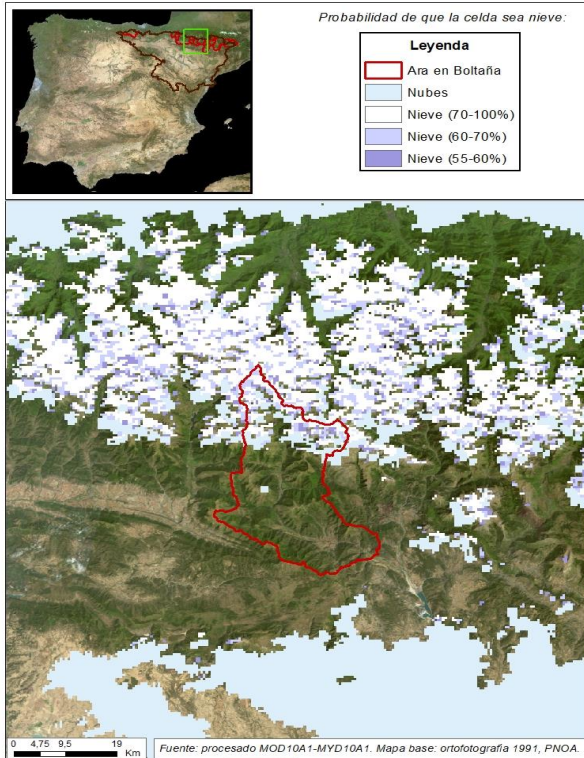 Probabilidad de que la celda sea nieve:
Leyenda
Ara en Boltaña
Nubes
Nieve (70-100%)
Nieve (60-70%)
Nieve (55-60%)
0 4,75 9,5 19
Km
Fuente: procesado MOD10A1-MYD10A1. Mapa base: ortofotografía 1991, PNOA.